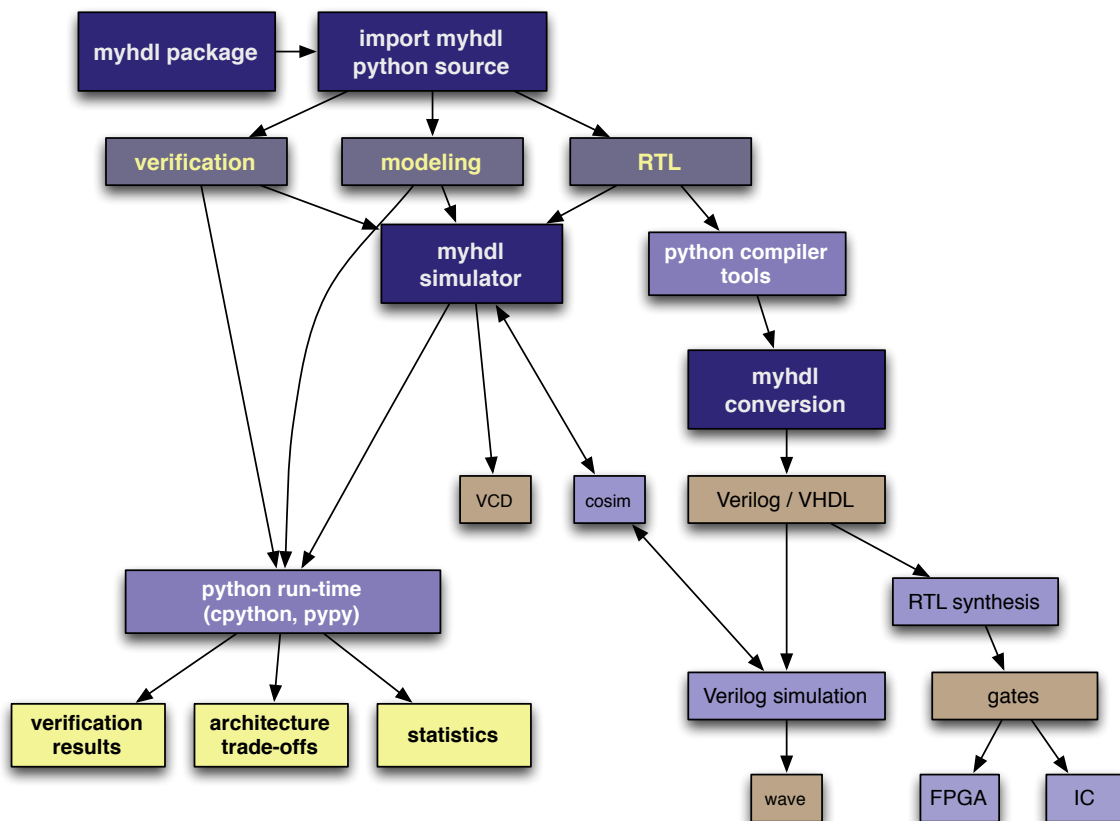 myhdl package
import myhdl
python source
verification
modeling
RTL
myhdl
simulator
python compiler
tools
myhdl
conversion
VCD
cosim
Verilog / VHDL
python run-time
(cpython, pypy)
RTL synthesis
verification
results
architecture
trade-offs
statistics
Verilog simulation
gates
wave
FPGA
IC